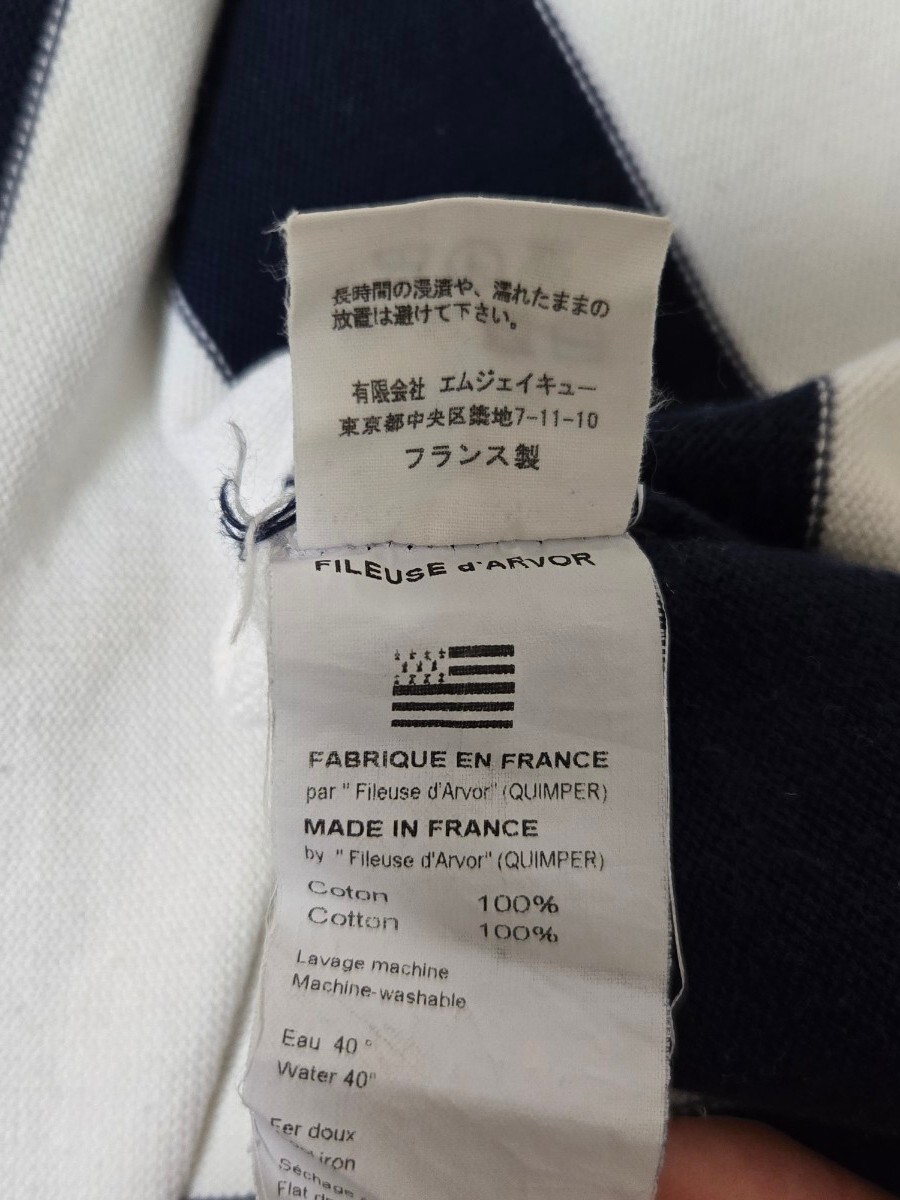 長時間の浸漬や、濡れたままの
放置は避けて下さい。
有限会社 エムジェイキュー
東京都中央区築地7-11-10
フランス製
FILEUSE d'ARVOR
FABRIQUE EN FRANCE
par " Fileuse d'Arvor" (QUIMPER)
MADE IN FRANCE
by " Fileuse d'Arvor" (QUIMPER)
Coton 100%
Cotton 100%
Lavage machine
Machine-washable
Eau 40°
Water 40°
Fer doux
iron
Séchage
Flat